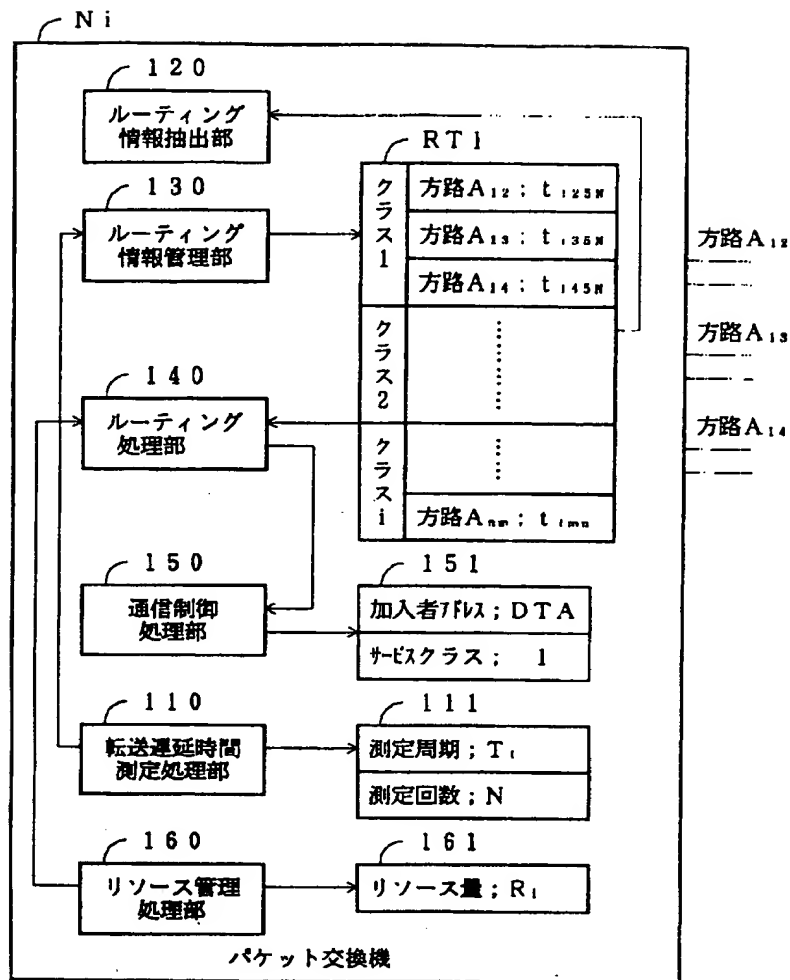 Ni
120
ルーティング
情報抽出部
RT1
130
ルーティング
情報管理部
クラス1
方路A12；t125N
方路A13；t135N
方路A14；t145N
クラス2
クラスi
方路Anm；timn
方路A12
方路A13
方路A14
140
ルーティング
処理部
150
通信制御
処理部
151
加入者アドレス；DTA
サービスクラス； 1
110
転送遅延時間
測定処理部
111
測定周期；T1
測定回数；N
160
リソース管理
処理部
161
リソース量；R1
パケット交換機